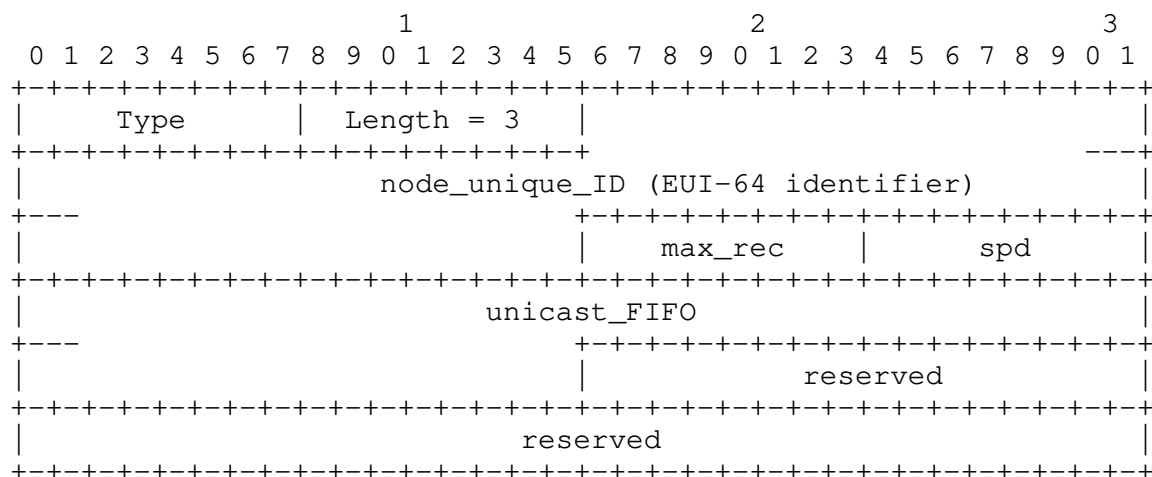 1                   2                   3
 0 1 2 3 4 5 6 7 8 9 0 1 2 3 4 5 6 7 8 9 0 1 2 3 4 5 6 7 8 9 0 1
+-+-+-+-+-+-+-+-+-+-+-+-+-+-+-+-+-+-+-+-+-+-+-+-+-+-+-+-+-+-+-+-+
|     Type      |  Length = 3   |                               |
+-+-+-+-+-+-+-+-+-+-+-+-+-+-+-+-+                            ---+
|                    node_unique_ID (EUI-64 identifier)         |
+---                            +-+-+-+-+-+-+-+-+-+-+-+-+-+-+-+-+
|                               |    max_rec    |      spd      |
+-+-+-+-+-+-+-+-+-+-+-+-+-+-+-+-+-+-+-+-+-+-+-+-+-+-+-+-+-+-+-+-+
|                          unicast_FIFO                         |
+---                            +-+-+-+-+-+-+-+-+-+-+-+-+-+-+-+-+
|                               |            reserved           |
+-+-+-+-+-+-+-+-+-+-+-+-+-+-+-+-+-+-+-+-+-+-+-+-+-+-+-+-+-+-+-+-+
|                            reserved                           |
+-+-+-+-+-+-+-+-+-+-+-+-+-+-+-+-+-+-+-+-+-+-+-+-+-+-+-+-+-+-+-+-+